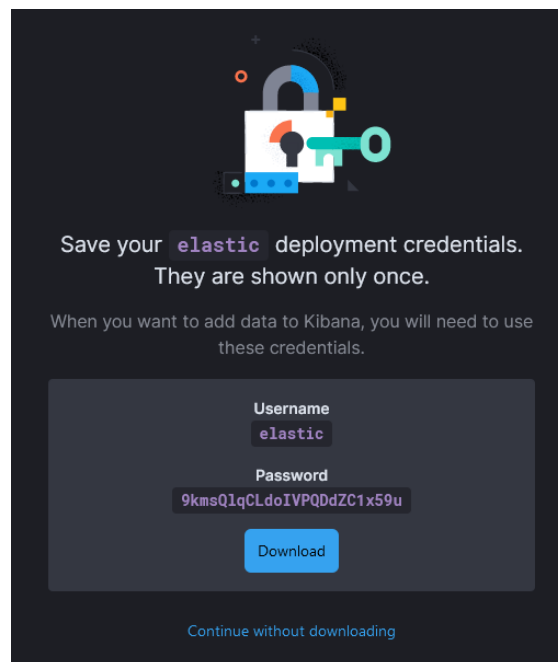 Save your elastic deployment credentials.
They are shown only once.
When you want to add data to Kibana, you will need to use
these credentials.
Username
elastic
Password
9kmsQlqCLdoIVPQDdZC1x59u
Download
Continue without downloading